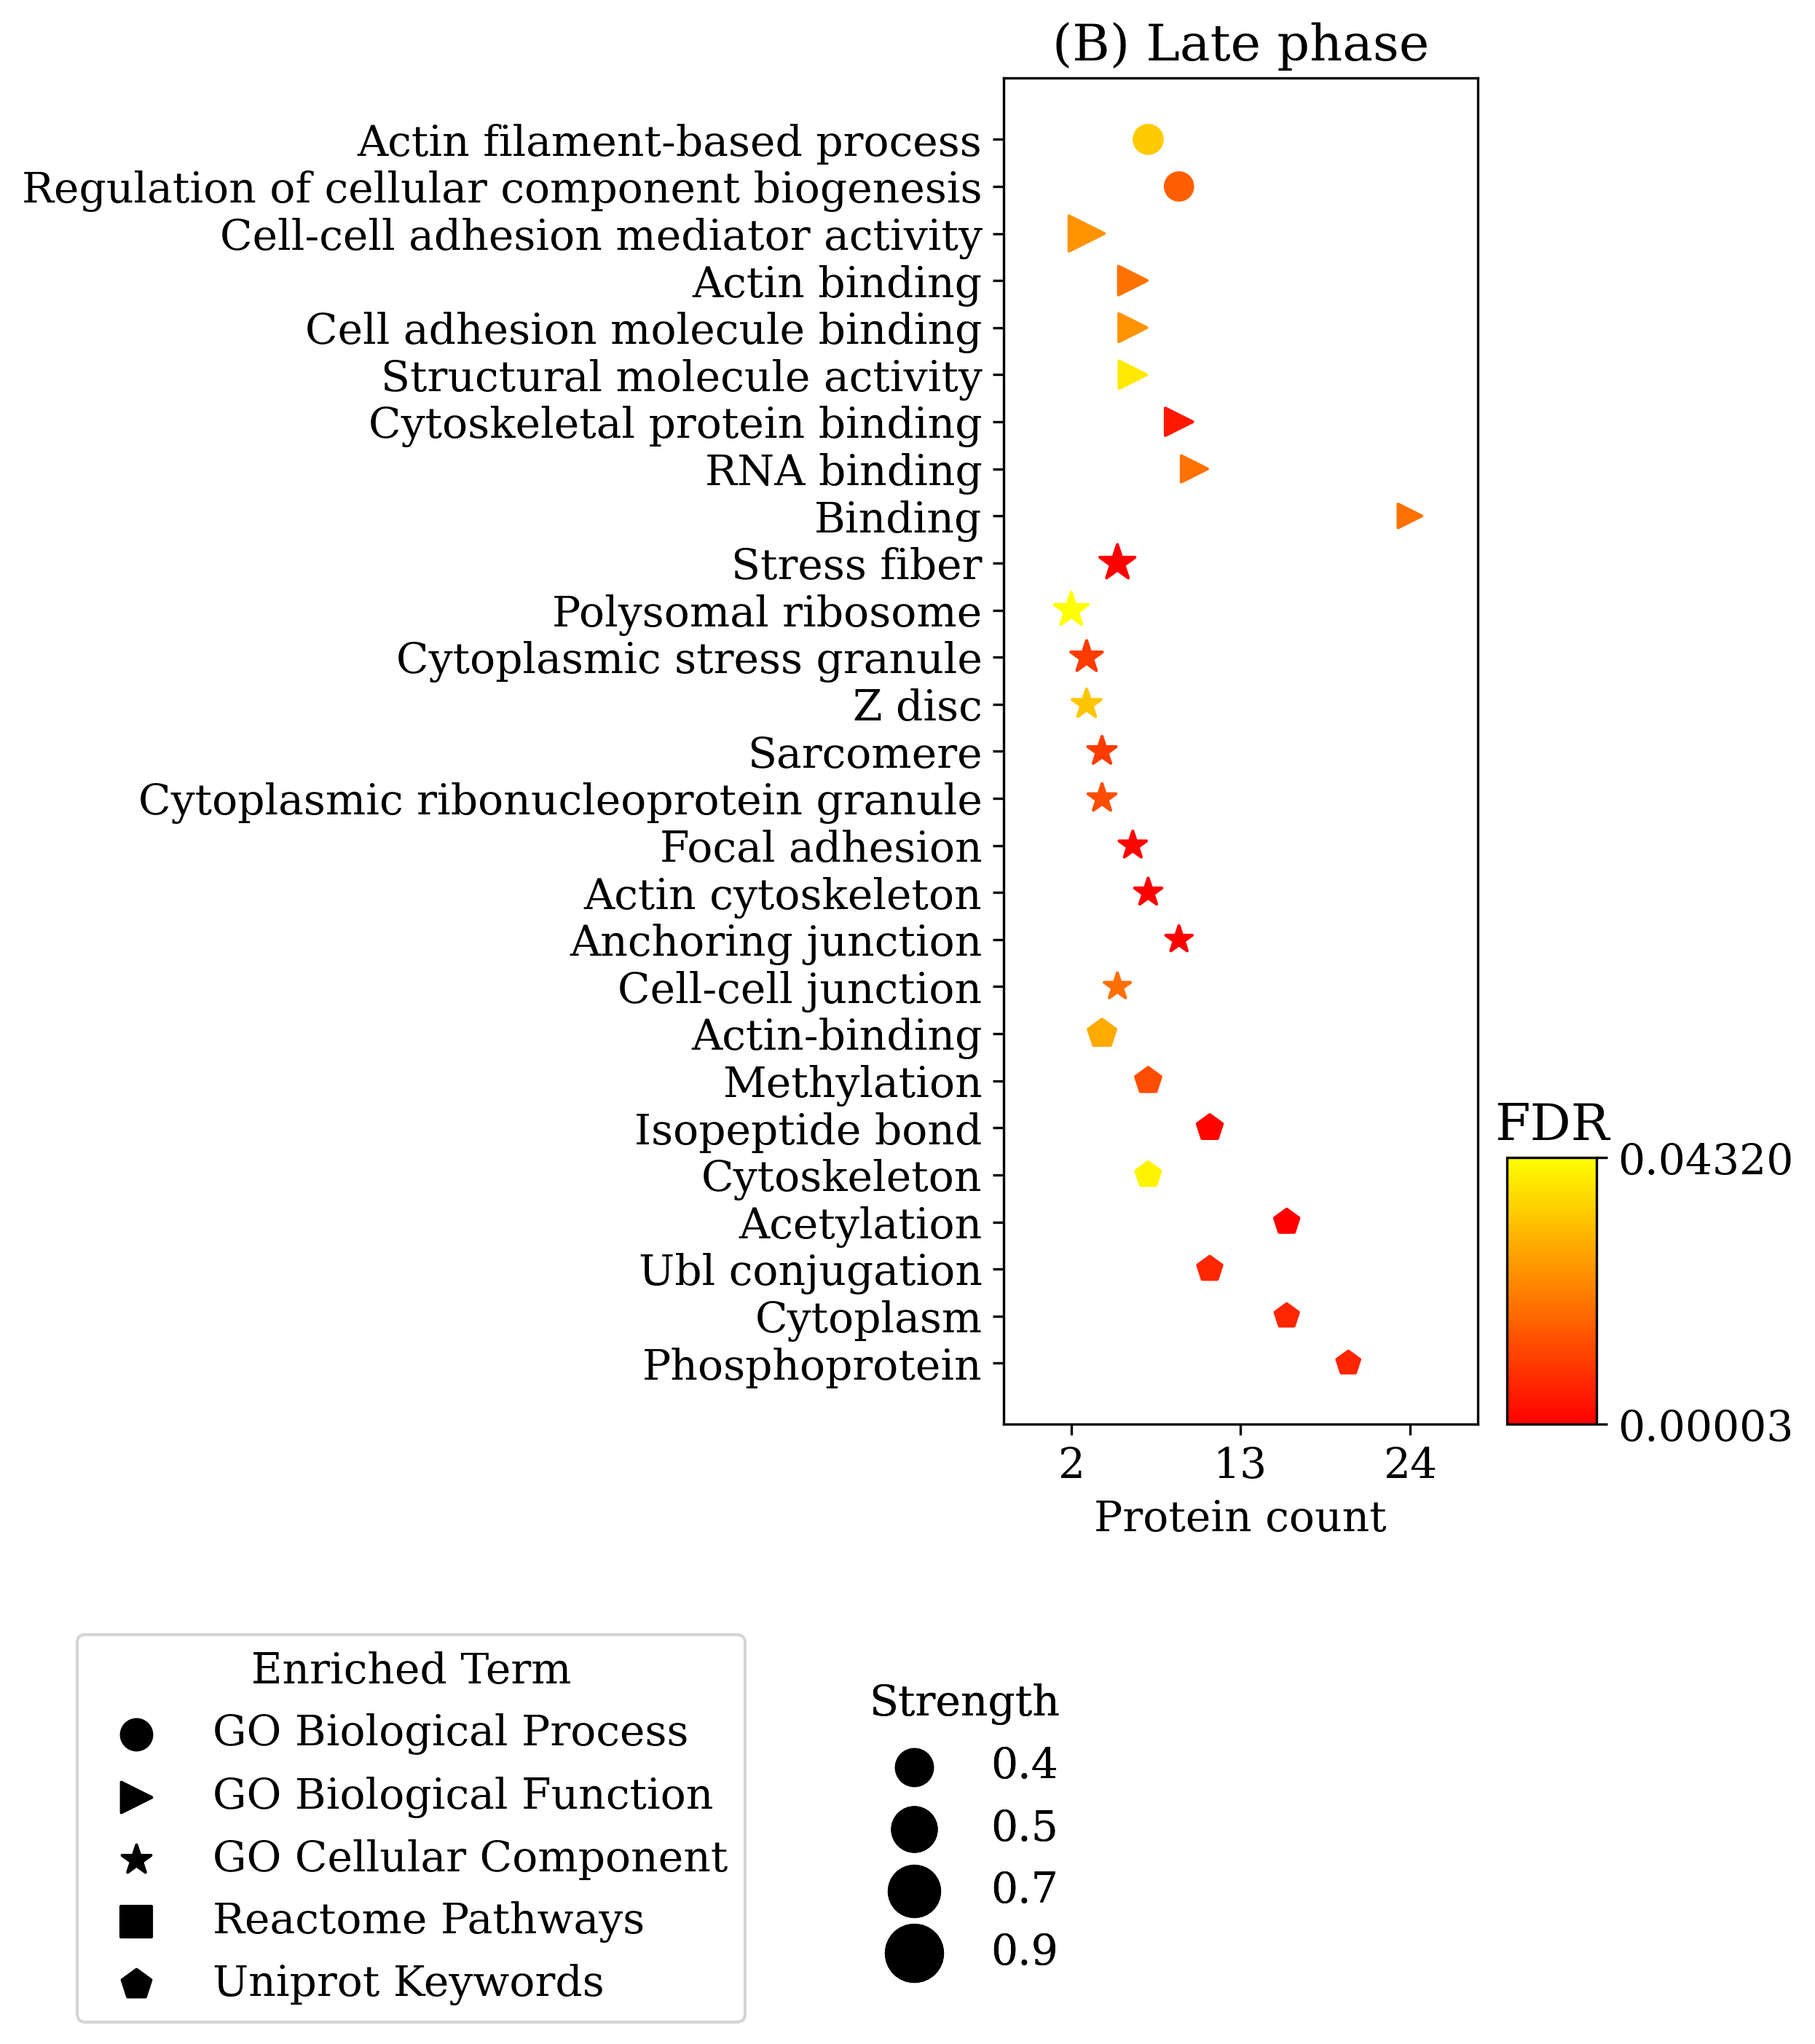 (B) Late phase
Actin filament-based process
Regulation of cellular component biogenesis
Cell-cell adhesion mediator activity
Actin binding
Cell adhesion molecule binding
Structural molecule activity
Cytoskeletal protein binding
RNA binding
Binding
Stress fiber
Polysomal ribosome
Cytoplasmic stress granule
Z disc
Sarcomere
Cytoplasmic ribonucleoprotein granule
Focal adhesion
Actin cytoskeleton
Anchoring junction
Cell-cell junction
Actin-binding
Methylation
Isopeptide bond
Cytoskeleton
Acetylation
Ubl conjugation
Cytoplasm
Phosphoprotein
FDR
0.04320
0.00003
2 13 24
Protein count
Enriched Term
GO Biological Process
GO Biological Function
GO Cellular Component
Reactome Pathways
Uniprot Keywords
Strength
0.4
0.5
0.7
0.9